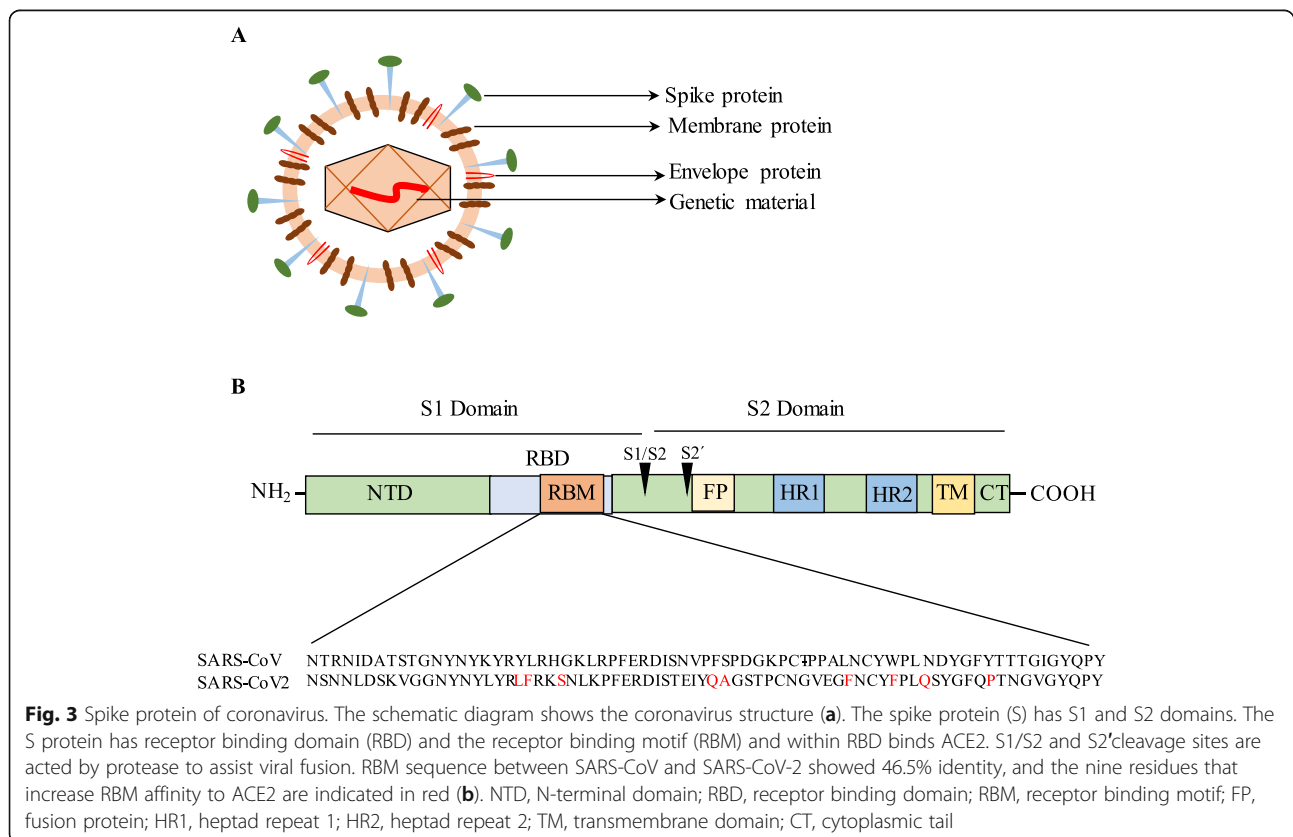 A
Spike protein
Membrane protein
Envelope protein
Genetic material
B
S1 Domain
S2 Domain
RBD
S1/S2
S2´
NH₂
NTD
RBM
FP
HR1
HR2
TM
CT
COOH
SARS-CoV NTRNIDATSTGNYNYKYRYLRHGKLRPFERDISNVPFSPDGKPCTPPALNCYWPL NDYGFYTTTGIGYQPY
SARS-CoV2 NSNNLDSKVGGNYNYLYRLFRKSNLKPFERDISTEIYQAGSTPCNGVEGFNCYFPLQSYGFQPTNGVGYQPY
Fig. 3 Spike protein of coronavirus. The schematic diagram shows the coronavirus structure (a). The spike protein (S) has S1 and S2 domains. The
S protein has receptor binding domain (RBD) and the receptor binding motif (RBM) and within RBD binds ACE2. S1/S2 and S2′cleavage sites are
acted by protease to assist viral fusion. RBM sequence between SARS-CoV and SARS-CoV-2 showed 46.5% identity, and the nine residues that
increase RBM affinity to ACE2 are indicated in red (b). NTD, N-terminal domain; RBD, receptor binding domain; RBM, receptor binding motif; FP,
fusion protein; HR1, heptad repeat 1; HR2, heptad repeat 2; TM, transmembrane domain; CT, cytoplasmic tail